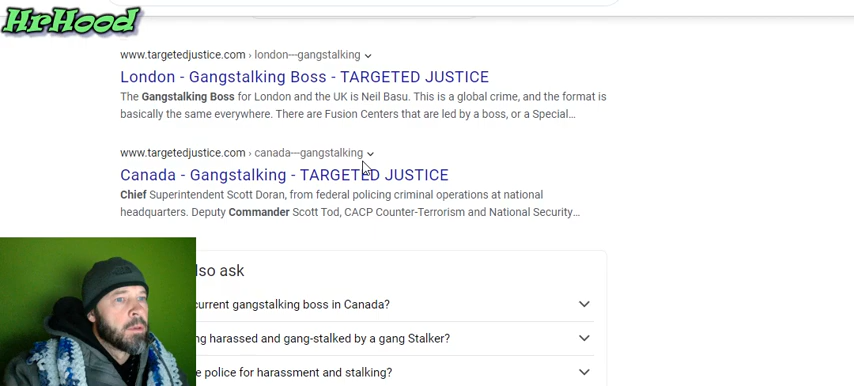 HrHood
www.targetedjustice.com › london---gangstalking
London - Gangstalking Boss - TARGETED JUSTICE
The Gangstalking Boss for London and the UK is Neil Basu. This is a global crime, and the format is
basically the same everywhere. There are Fusion Centers that are led by a boss, or a Special...
www.targetedjustice.com › canada---gangstalking
Canada - Gangstalking - TARGETED JUSTICE
Chief Superintendent Scott Doran, from federal policing criminal operations at national
headquarters. Deputy Commander Scott Tod, CACP Counter-Terrorism and National Security...
lso ask
current gangstalking boss in Canada?
ng harassed and gang-stalked by a gang Stalker?
e police for harassment and stalking?